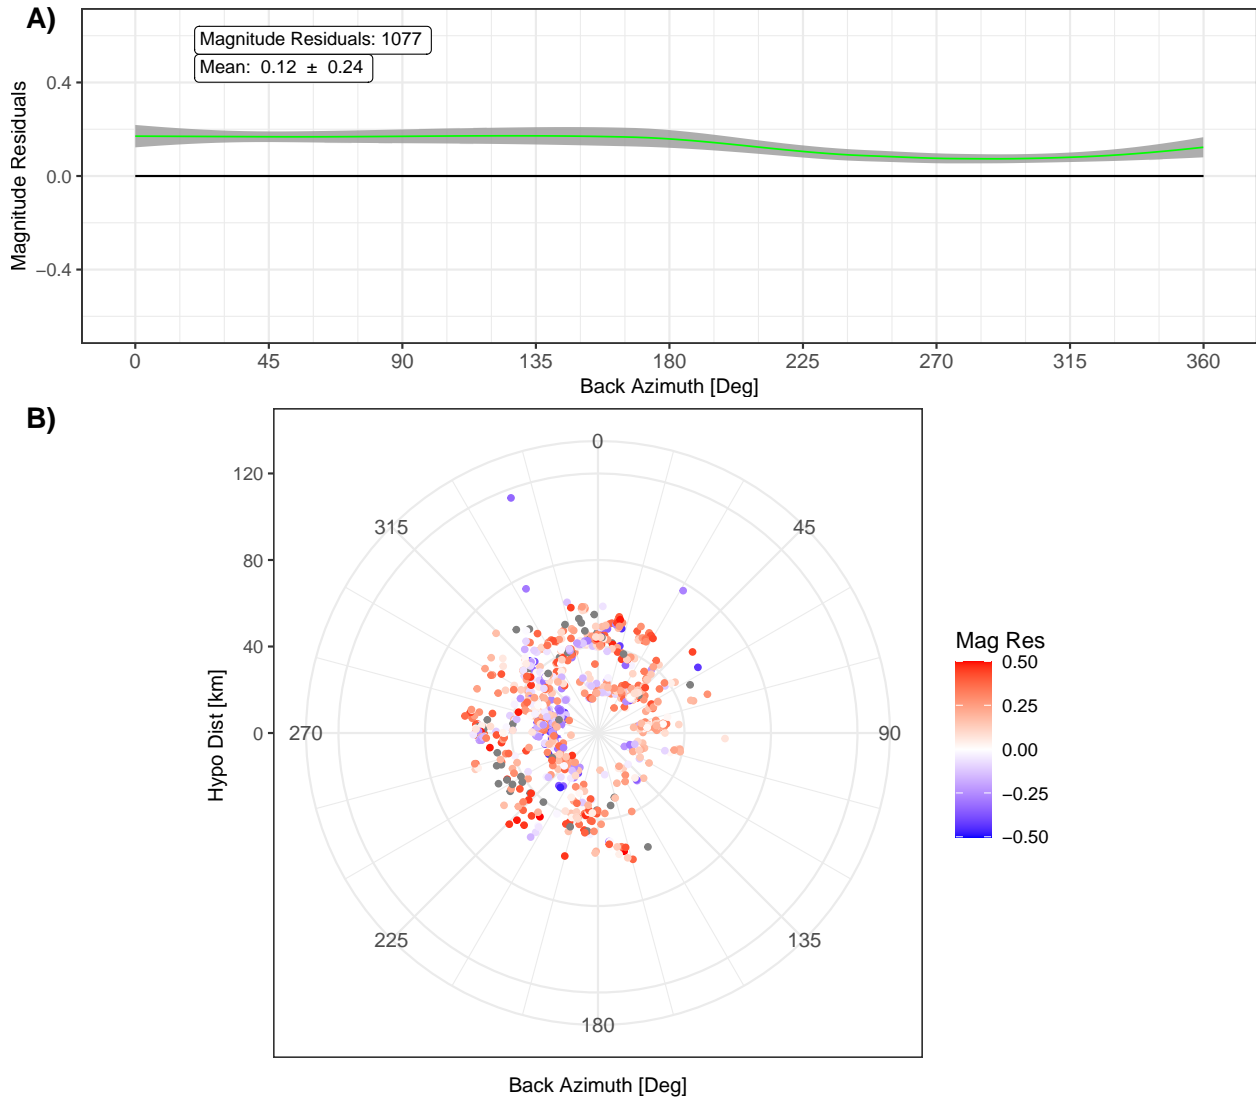 A)
Magnitude Residuals: 1077
Mean:  0.12  ±  0.24
Magnitude Residuals
0.4
0.0
−0.4
0 45 90 135 180 225 270 315 360
Back Azimuth [Deg]
B)
Hypo Dist [km]
120
80
40
0
0
45
90
135
180
225
270
315
Back Azimuth [Deg]
Mag Res
0.50
0.25
0.00
−0.25
−0.50